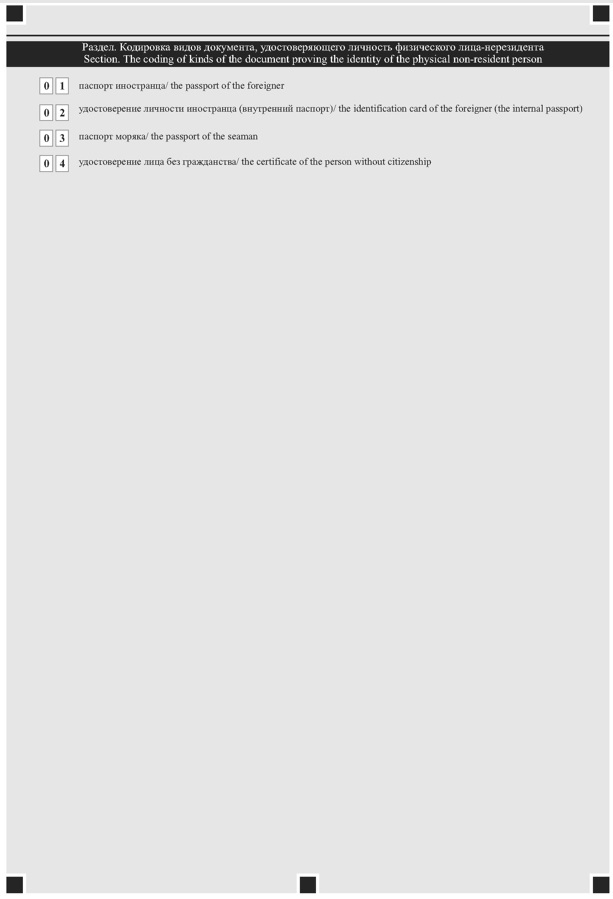 Раздел. Кодировка видов документа, удостоверяющего личность физического лица-нерезидента
Section. The coding of kinds of the document proving the identity of the physical non-resident person
0 1 паспорт иностранца/ the passport of the foreigner
0 2 удостоверение личности иностранца (внутренний паспорт)/ the identification card of the foreigner (the internal passport)
0 3 паспорт моряка/ the passport of the seaman
0 4 удостоверение лица без гражданства/ the certificate of the person without citizenship